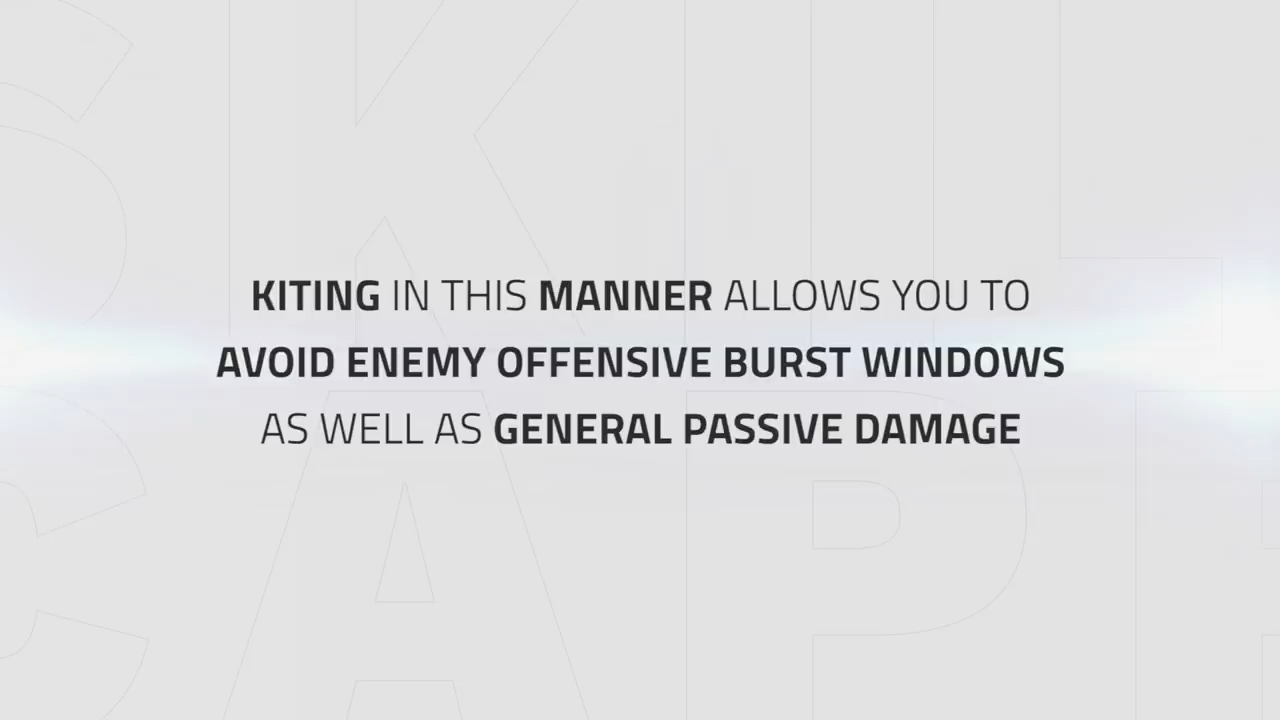 KITING IN THIS MANNER ALLOWS YOU TO
AVOID ENEMY OFFENSIVE BURST WINDOWS
AS WELL AS GENERAL PASSIVE DAMAGE